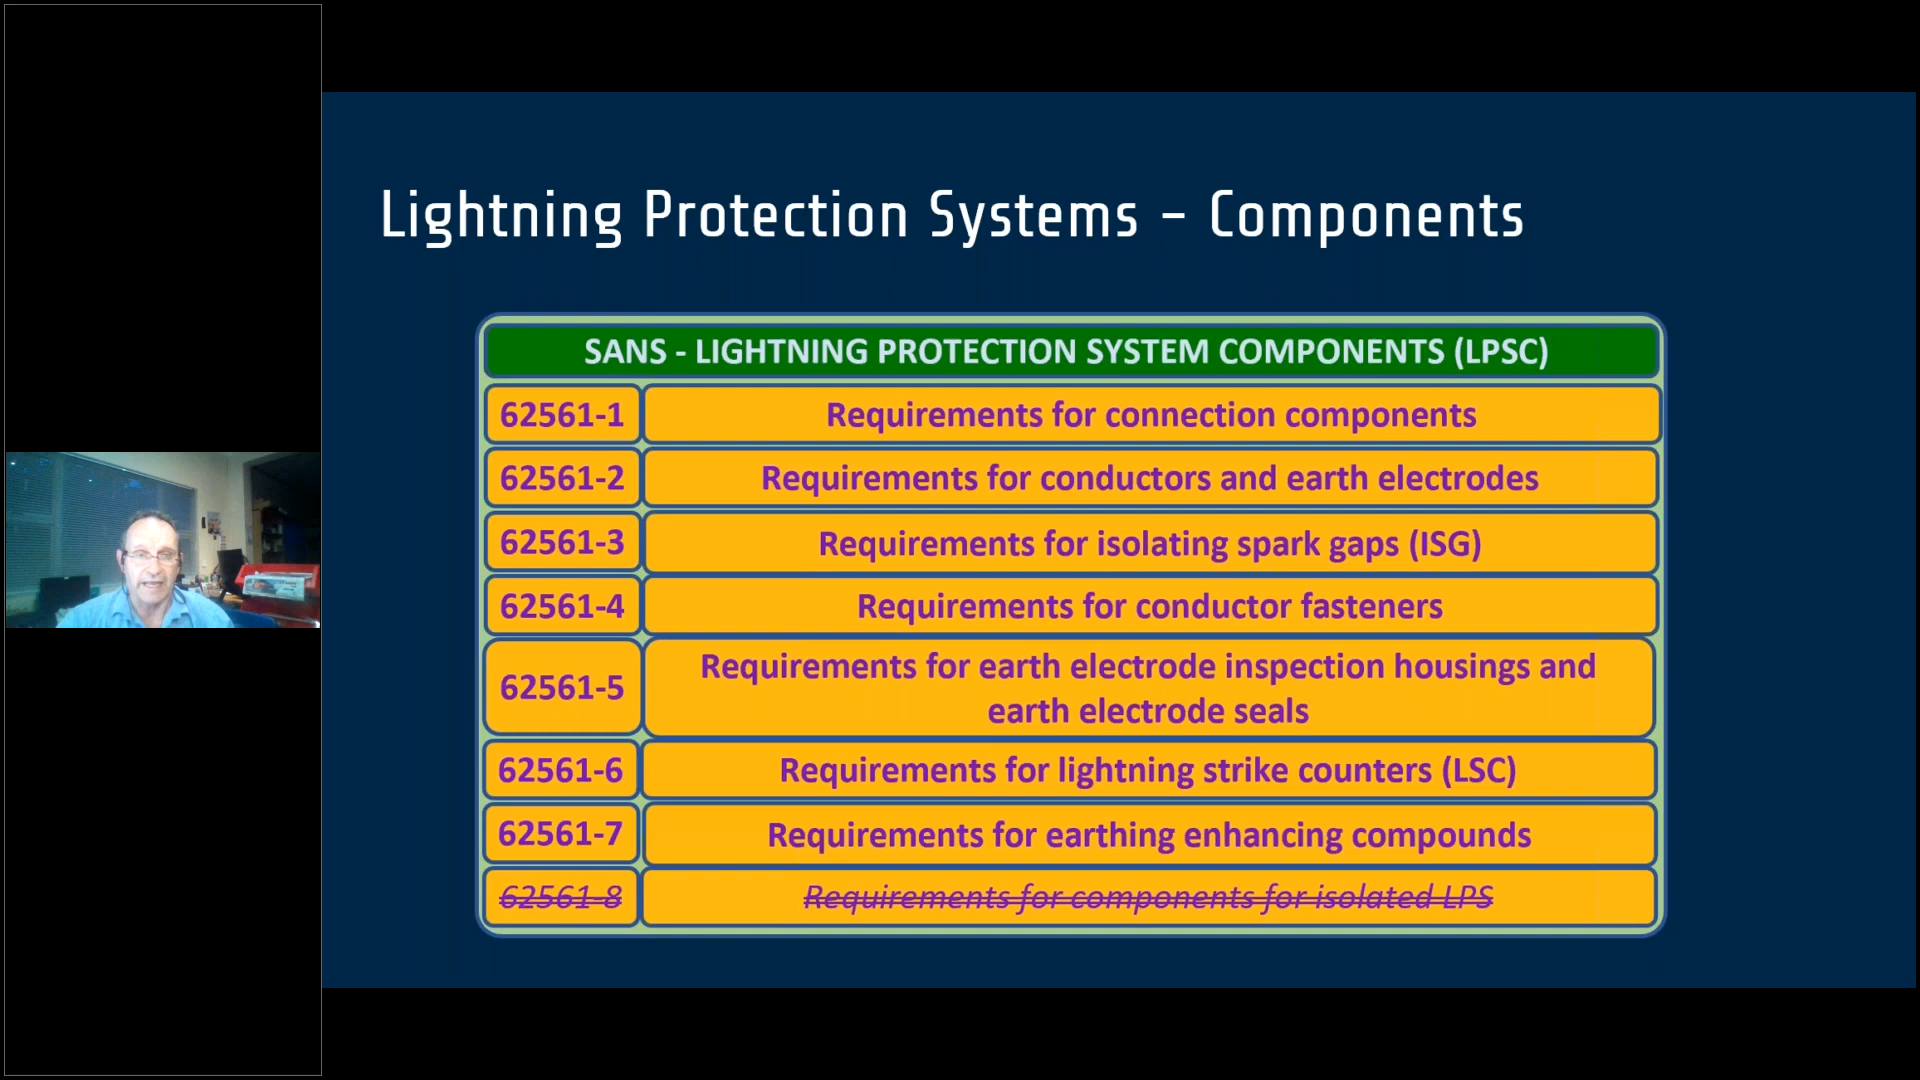 Lightning Protection Systems – Components
SANS - LIGHTNING PROTECTION SYSTEM COMPONENTS (LPSC)
62561-1 Requirements for connection components
62561-2 Requirements for conductors and earth electrodes
62561-3 Requirements for isolating spark gaps (ISG)
62561-4 Requirements for conductor fasteners
62561-5 Requirements for earth electrode inspection housings and
earth electrode seals
62561-6 Requirements for lightning strike counters (LSC)
62561-7 Requirements for earthing enhancing compounds
62561-8 Requirements for components for isolated LPS